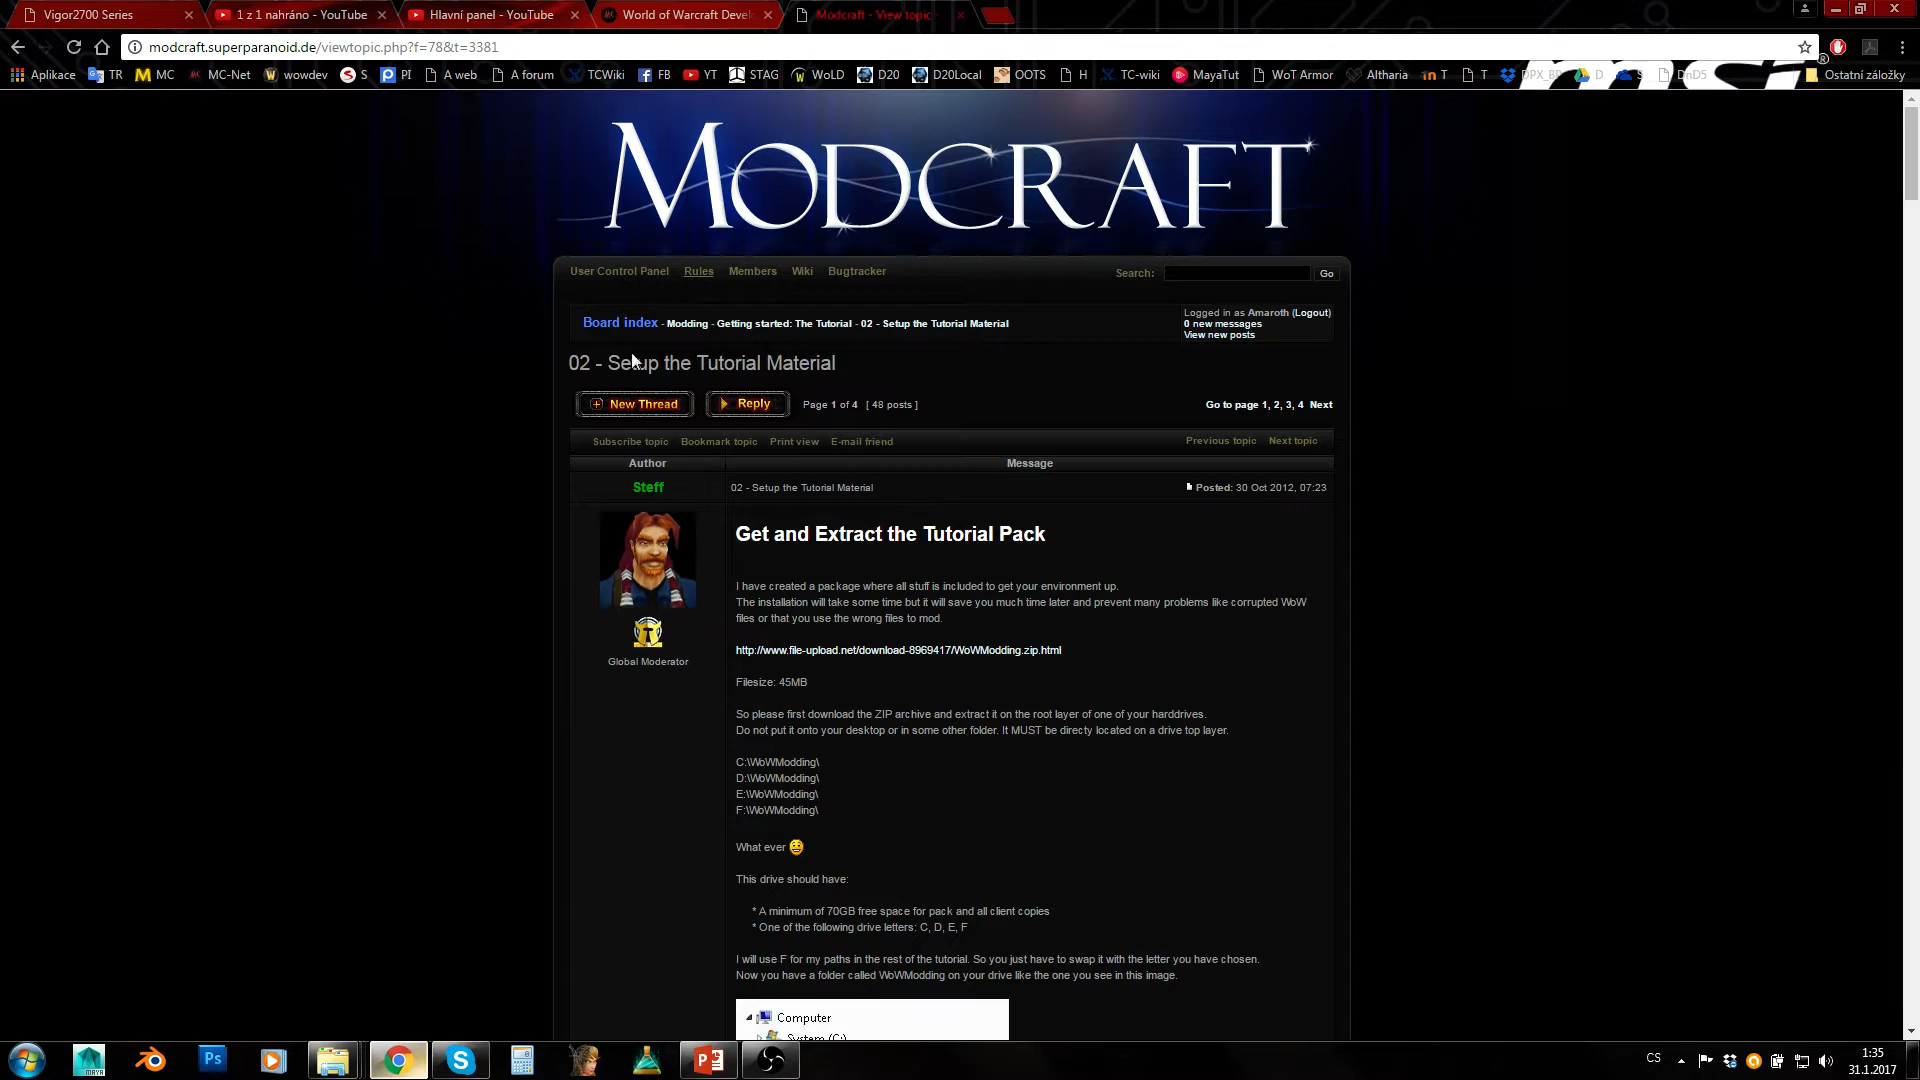 Vigor2700 Series
1 z 1 nahráno - YouTube
Hlavní panel - YouTube
World of Warcraft Devel
Modcraft - View topic -
modcraft.superparanoid.de/viewtopic.php?f=78&t=3381
Aplikace TR MC MC-Net wowdev S PI A web A forum TCWiki FB YT STAG WoLD D20 D20Local OOTS H TC-wiki MayaTut WoT Armor Altharia T T DPX_BP D S DnD5 Ostatní záložky
MODCRAFT
User Control Panel Rules Members Wiki Bugtracker Search: Go
Board index - Modding - Getting started: The Tutorial - 02 - Setup the Tutorial Material
Logged in as Amaroth (Logout)
0 new messages
View new posts
02 - Setup the Tutorial Material
New Thread Reply Page 1 of 4 [ 48 posts ] Go to page 1, 2, 3, 4 Next
Subscribe topic Bookmark topic Print view E-mail friend Previous topic Next topic
Author Message
Steff 02 - Setup the Tutorial Material Posted: 30 Oct 2012, 07:23
Global Moderator
Get and Extract the Tutorial Pack
I have created a package where all stuff is included to get your environment up.
The installation will take some time but it will save you much time later and prevent many problems like corrupted WoW
files or that you use the wrong files to mod.
http://www.file-upload.net/download-8969417/WoWModding.zip.html
Filesize: 45MB
So please first download the ZIP archive and extract it on the root layer of one of your harddrives.
Do not put it onto your desktop or in some other folder. It MUST be directy located on a drive top layer.
C:\WoWModding\
D:\WoWModding\
E:\WoWModding\
F:\WoWModding\
What ever
This drive should have:
* A minimum of 70GB free space for pack and all client copies
* One of the following drive letters: C, D, E, F
I will use F for my paths in the rest of the tutorial. So you just have to swap it with the letter you have chosen.
Now you have a folder called WoWModding on your drive like the one you see in this image.
Computer
System (C:)
CS 1:35
31.1.2017